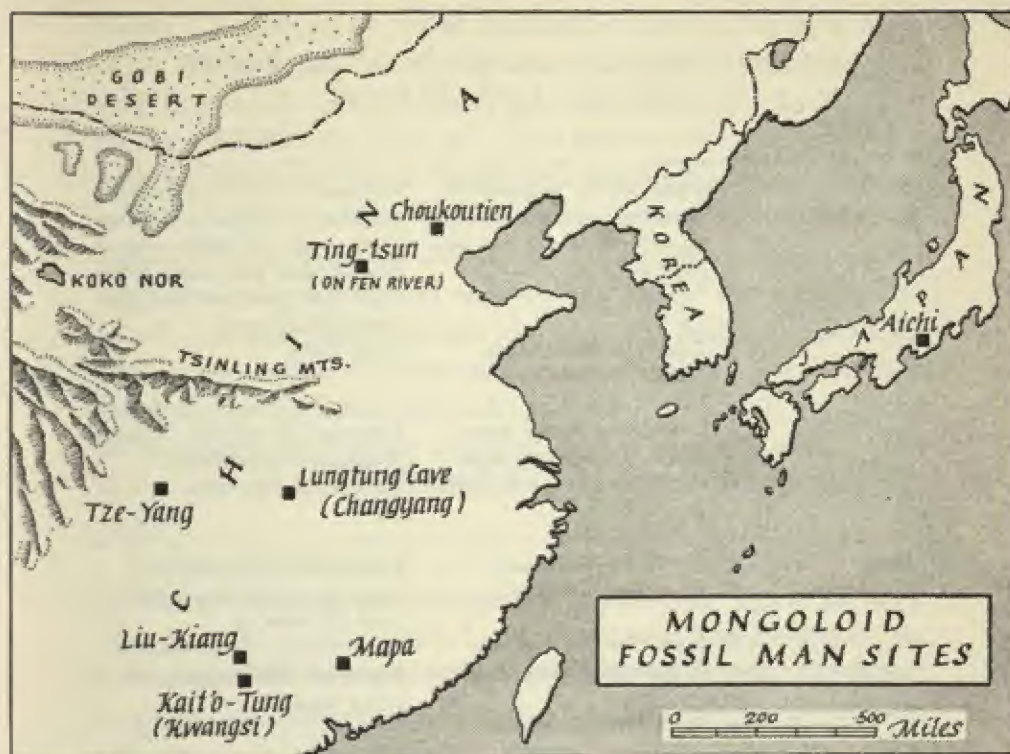 GOBI
DESERT
CHINA
Choukoutien
Ting-tsun
(ON FEN RIVER)
KOREA
JAPAN
Aichi
KOKO NOR
TSINLING MTS.
Tze-Yang
Lungtung Cave
(Changyang)
Liu-Kiang
Mapa
Kait'o-Tung
(Kwangsi)
MONGOLOID
FOSSIL MAN SITES
0 200 500 Miles